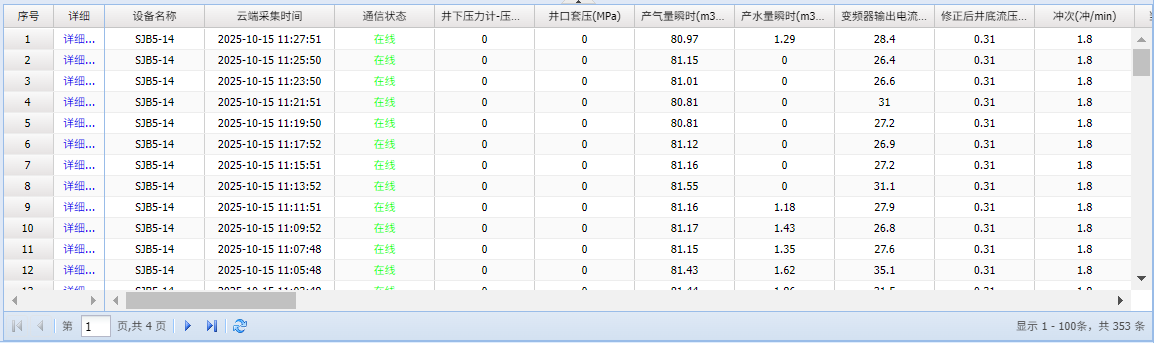 序号 详细 设备名称 云端采集时间 通信状态 井下压力计-压... 井口套压(MPa) 产气量瞬时(m3... 产水量瞬时(m3... 变频器输出电流... 修正后井底流压... 冲次(冲/min)
1 详细... SJB5-14 2025-10-15 11:27:51 在线 0 0 80.97 1.29 28.4 0.31 1.8
2 详细... SJB5-14 2025-10-15 11:25:50 在线 0 0 81.15 0 26.4 0.31 1.8
3 详细... SJB5-14 2025-10-15 11:23:50 在线 0 0 81.01 0 26.6 0.31 1.8
4 详细... SJB5-14 2025-10-15 11:21:51 在线 0 0 80.81 0 31 0.31 1.8
5 详细... SJB5-14 2025-10-15 11:19:50 在线 0 0 80.81 0 27.2 0.31 1.8
6 详细... SJB5-14 2025-10-15 11:17:52 在线 0 0 81.12 0 26.9 0.31 1.8
7 详细... SJB5-14 2025-10-15 11:15:51 在线 0 0 81.16 0 27.2 0.31 1.8
8 详细... SJB5-14 2025-10-15 11:13:52 在线 0 0 81.55 0 31.1 0.31 1.8
9 详细... SJB5-14 2025-10-15 11:11:51 在线 0 0 81.16 1.18 27.9 0.31 1.8
10 详细... SJB5-14 2025-10-15 11:09:52 在线 0 0 81.17 1.43 26.8 0.31 1.8
11 详细... SJB5-14 2025-10-15 11:07:48 在线 0 0 81.15 1.35 27.6 0.31 1.8
12 详细... SJB5-14 2025-10-15 11:05:48 在线 0 0 81.43 1.62 35.1 0.31 1.8
第 1 页,共 4 页 显示 1 - 100条，共 353 条